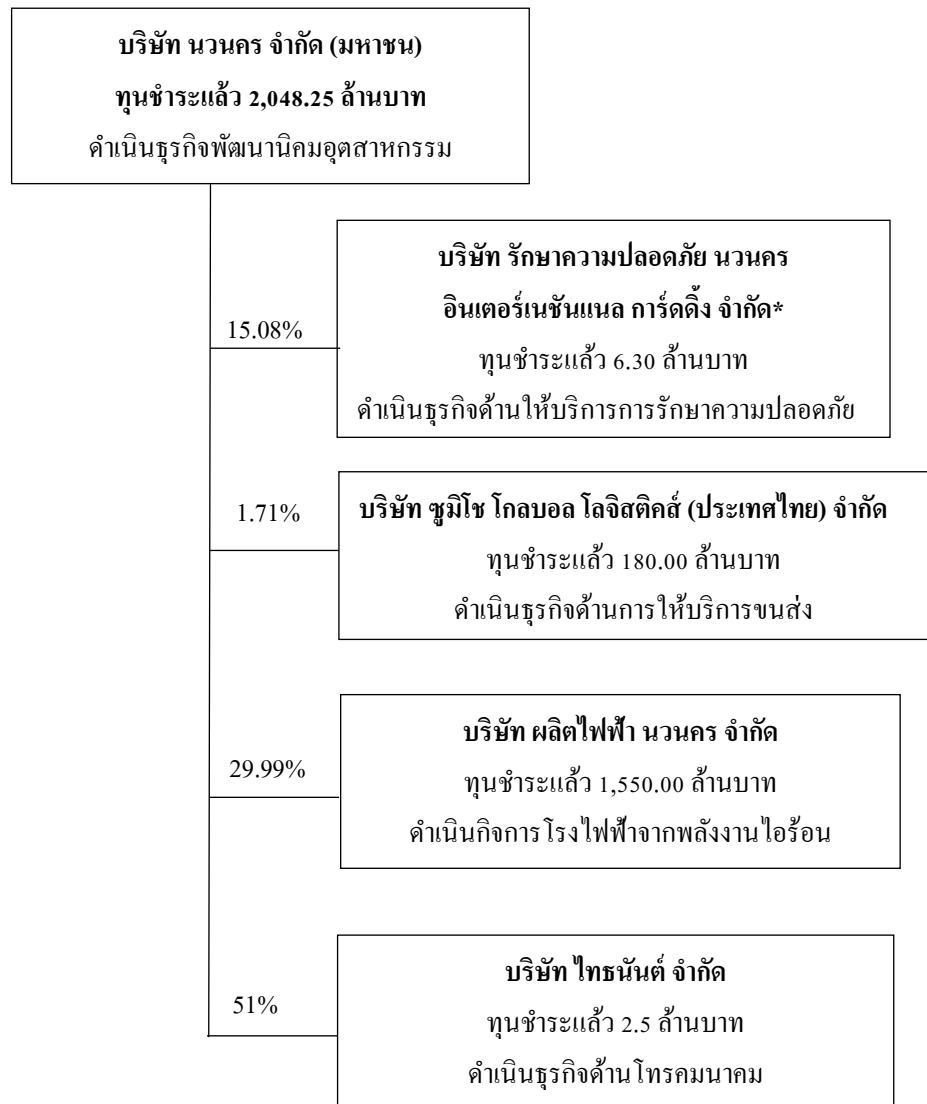 บริษัท นวนคร จำกัด (มหาชน)
ทุนชำระแล้ว 2,048.25 ล้านบาท
ดำเนินธุรกิจพัฒนานิคมอุตสาหกรรม
15.08%
บริษัท รักษาความปลอดภัย นวนคร
อินเตอร์เนชันแนล การ์ดดิ้ง จำกัด*
ทุนชำระแล้ว 6.30 ล้านบาท
ดำเนินธุรกิจด้านให้บริการการรักษาความปลอดภัย
1.71%
บริษัท ซูมิโช โกลบอล โลจิสติคส์ (ประเทศไทย) จำกัด
ทุนชำระแล้ว 180.00 ล้านบาท
ดำเนินธุรกิจด้านการให้บริการขนส่ง
29.99%
บริษัท ผลิตไฟฟ้า นวนคร จำกัด
ทุนชำระแล้ว 1,550.00 ล้านบาท
ดำเนินกิจการโรงไฟฟ้าจากพลังงานไอร้อน
51%
บริษัท ไทธนันต์ จำกัด
ทุนชำระแล้ว 2.5 ล้านบาท
ดำเนินธุรกิจด้านโทรคมนาคม